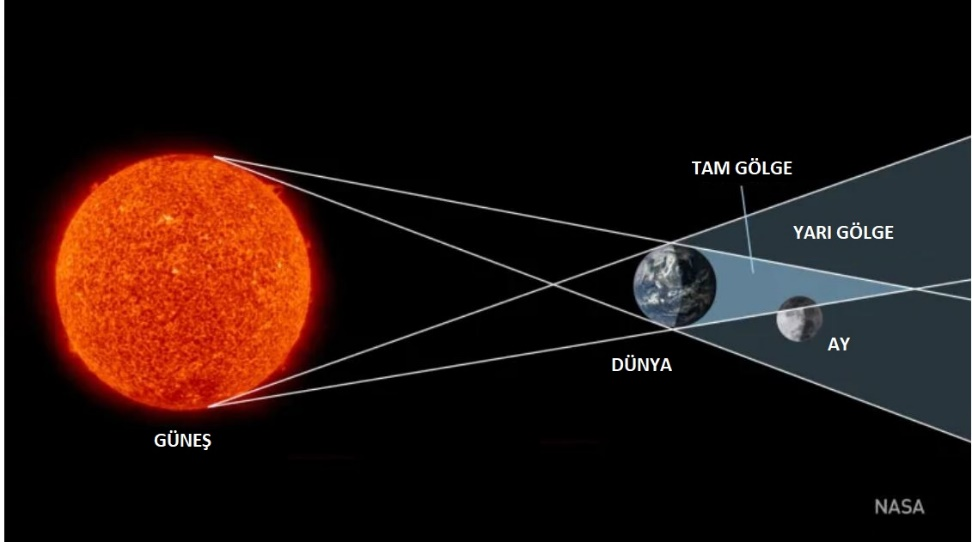 TAM GÖLGE
YARI GÖLGE
AY
DÜNYA
GÜNEŞ
NASA